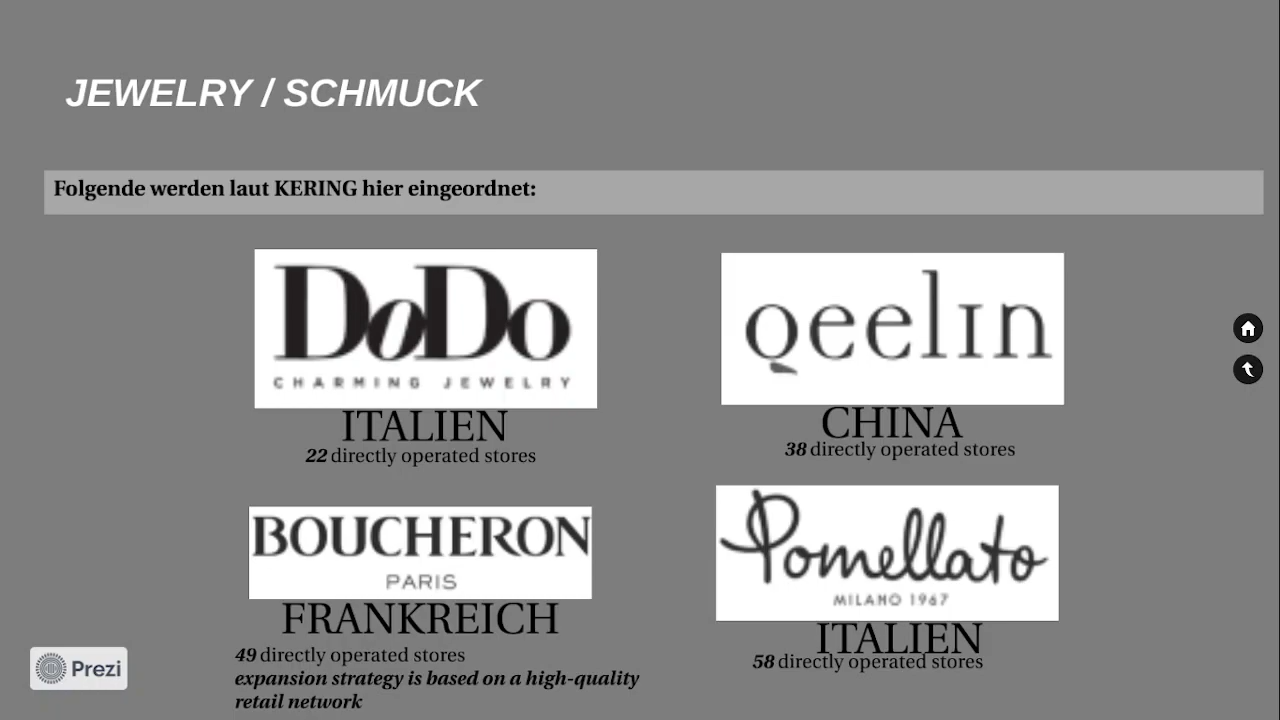 JEWELRY / SCHMUCK
Folgende werden laut KERING hier eingeordnet:
DoDo
CHARMING JEWELRY
ITALIEN
22 directly operated stores
Qeelin
CHINA
38 directly operated stores
BOUCHERON
PARIS
FRANKREICH
49 directly operated stores
expansion strategy is based on a high-quality
retail network
Pomellato
MILANO 1967
ITALIEN
58 directly operated stores
Prezi